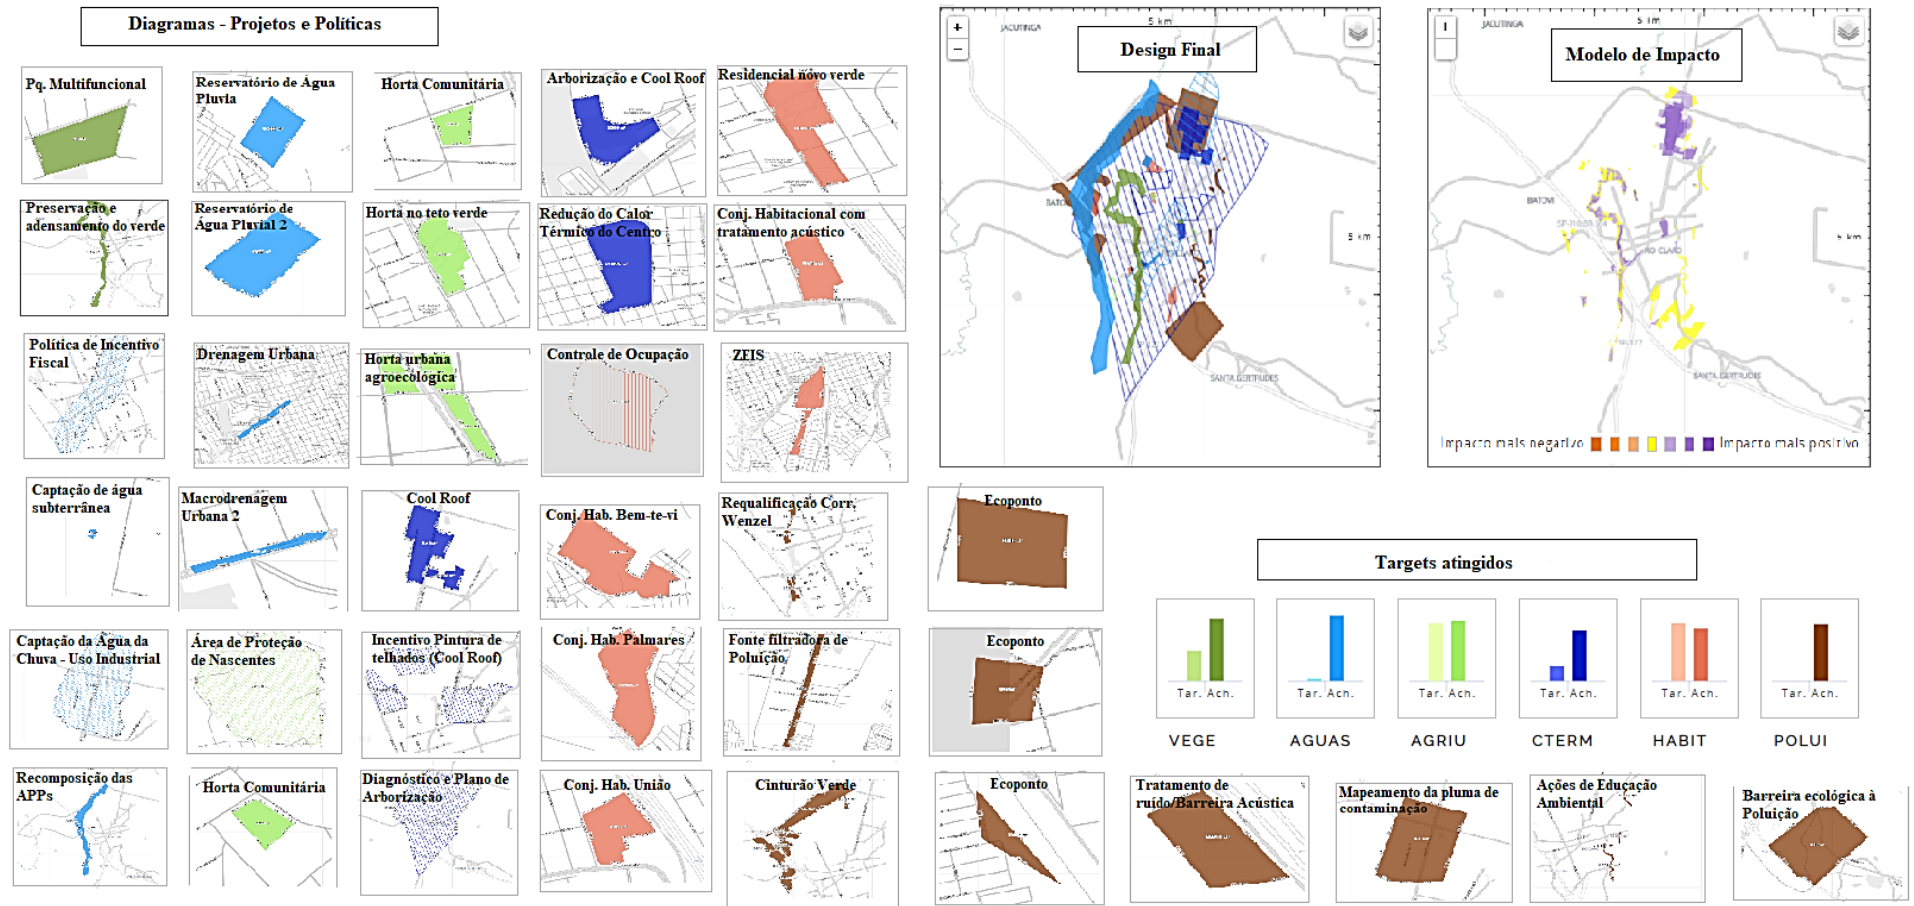 Diagramas - Projetos e Políticas
Pq. Multifuncional
Reservatório de Água
Pluvia
Horta Comunitária
Arborização e Cool Roof
Residencial novo verde
Preservação e
adensamento do verde
Reservatório de
Água Pluvial 2
Horta no teto verde
Redução do Calor
Térmico do Centro
Conj. Habitacional com
tratamento acústico
Política de Incentivo
Fiscal
Drenagem Urbana
Horta urbana
agroecológica
Controle de Ocupação
ZEIS
Captação de água
subterrânea
Macrodrenagem
Urbana 2
Cool Roof
Conj. Hab. Bem-te-vi
Requalificação Corr.
Wenzel
Ecoponto
Captação da Água da
Chuva - Uso Industrial
Área de Proteção
de Nascentes
Incentivo Pintura de
telhados (Cool Roof)
Conj. Hab. Palmares
Fonte filtradora de
Poluição
Ecoponto
Recomposição das
APPs
Horta Comunitária
Diagnóstico e Plano de
Arborização
Conj. Hab. União
Cinturão Verde
Ecoponto
Tratamento de
ruído/Barreira Acústica
Mapeamento da pluma de
contaminação
Ações de Educação
Ambiental
Barreira ecológica à
Poluição
Design Final
+
−
JACUTINGA
5 km
BATOVI
5 km
SANTA GERTRUDES
Modelo de Impacto
JACUTINGA
5 km
BATOVI
RIO CLARO
5 km
SANTA GERTRUDES
Impacto mais negativo
Impacto mais positivo
Targets atingidos
Tar. Ach.
Tar. Ach.
Tar. Ach.
Tar. Ach.
Tar. Ach.
Tar. Ach.
VEGE
AGUAS
AGRIU
CTERM
HABIT
POLUI